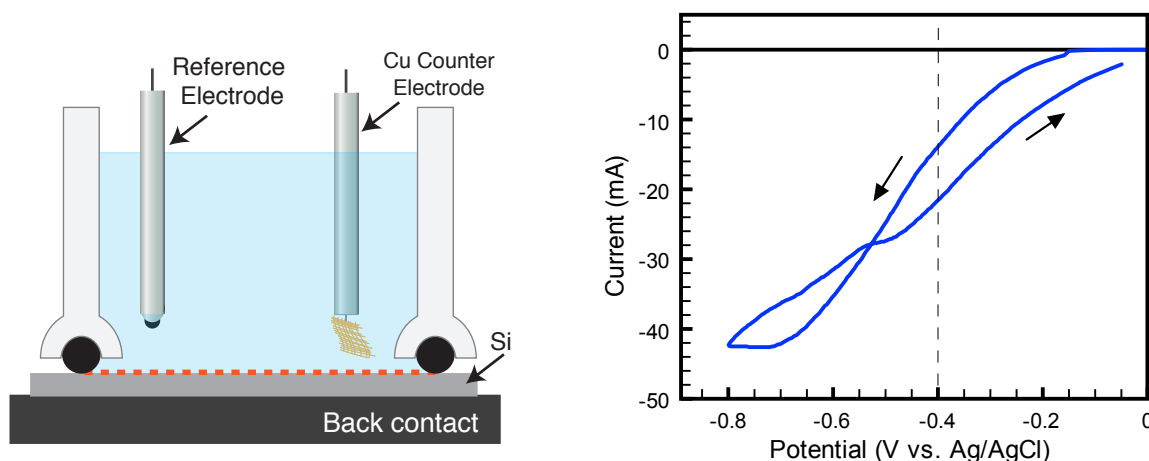 Reference
Electrode
Cu Counter
Electrode
Si
Back contact
0
-10
-20
-30
-40
-50
Current (mA)
-0.8
-0.6
-0.4
-0.2
0
Potential (V vs. Ag/AgCl)